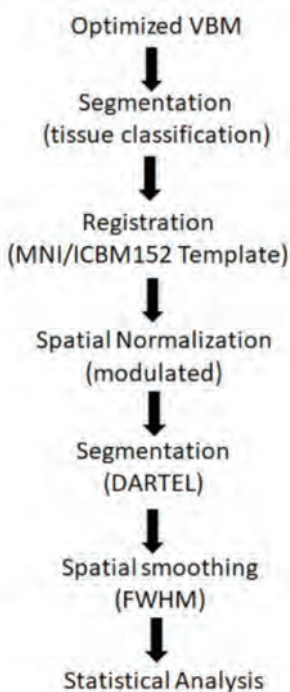 Optimized VBM
Segmentation
(tissue classification)
Registration
(MNI/ICBM152 Template)
Spatial Normalization
(modulated)
Segmentation
(DARTEL)
Spatial smoothing
(FWHM)
Statistical Analysis